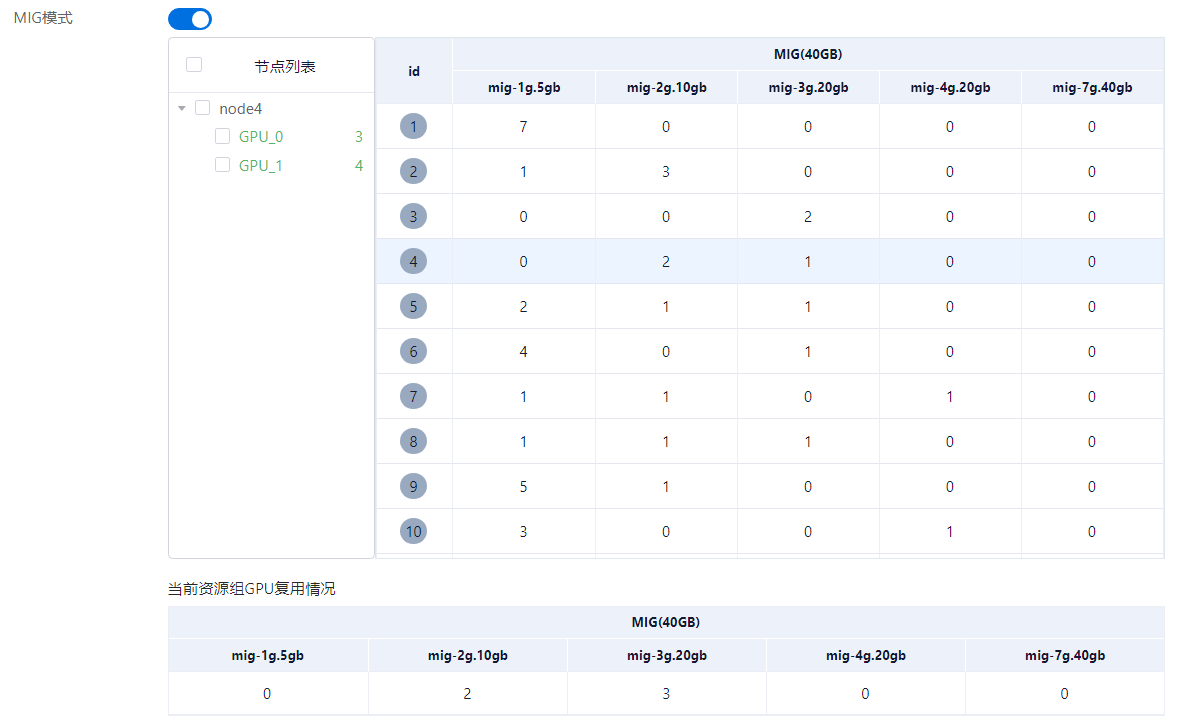 MIG模式
节点列表
node4
GPU_0 3
GPU_1 4
id MIG(40GB)
mig-1g.5gb mig-2g.10gb mig-3g.20gb mig-4g.20gb mig-7g.40gb
1 7 0 0 0 0
2 1 3 0 0 0
3 0 0 2 0 0
4 0 2 1 0 0
5 2 1 1 0 0
6 4 0 1 0 0
7 1 1 0 1 0
8 1 1 1 0 0
9 5 1 0 0 0
10 3 0 0 1 0
当前资源组GPU复用情况
MIG(40GB)
mig-1g.5gb mig-2g.10gb mig-3g.20gb mig-4g.20gb mig-7g.40gb
0 2 3 0 0